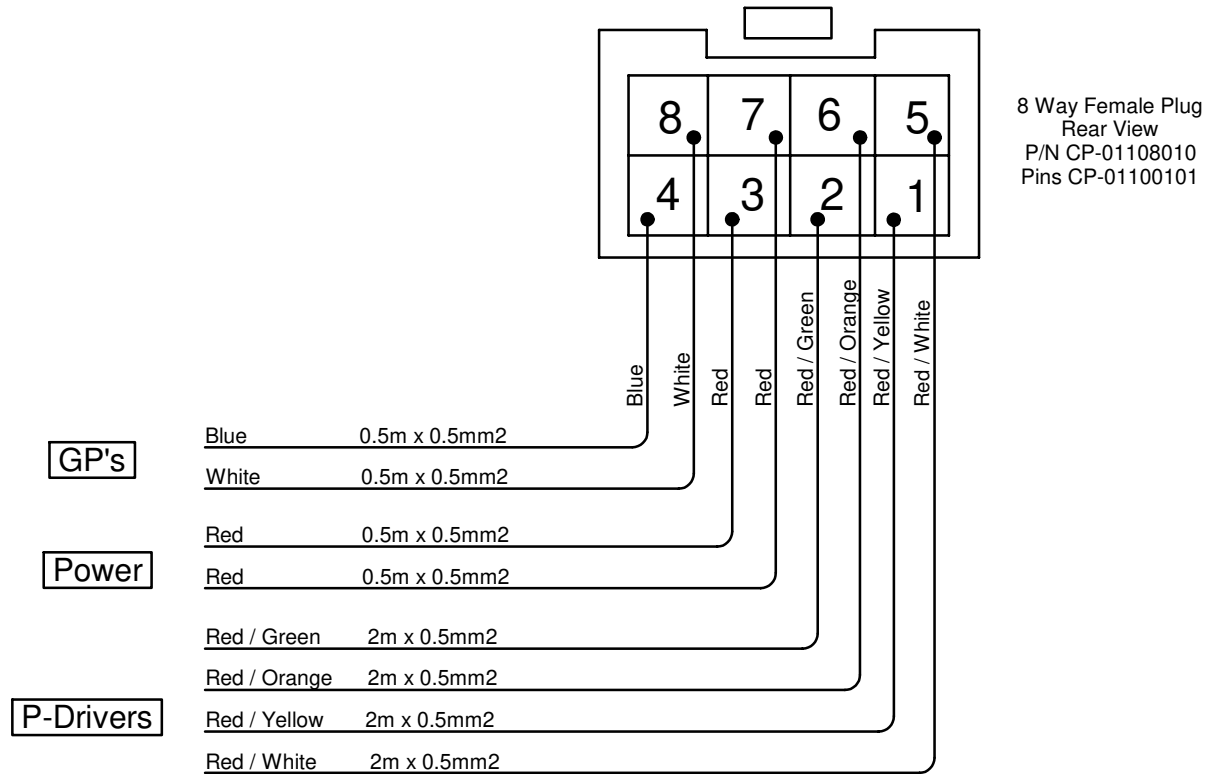 8 7 6 5
4 3 2 1
8 Way Female Plug
Rear View
P/N CP-01108010
Pins CP-01100101
Blue
White
Red
Red
Red / Green
Red / Orange
Red / Yellow
Red / White
GP's
Blue 0.5m x 0.5mm2
White 0.5m x 0.5mm2
Power
Red 0.5m x 0.5mm2
Red 0.5m x 0.5mm2
P-Drivers
Red / Green 2m x 0.5mm2
Red / Orange 2m x 0.5mm2
Red / Yellow 2m x 0.5mm2
Red / White 2m x 0.5mm2